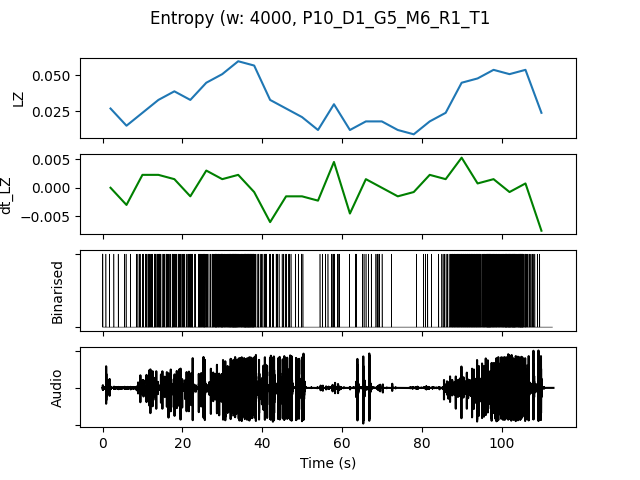 Entropy (w: 4000, P10_D1_G5_M6_R1_T1
LZ
0.050
0.025
dt_LZ
0.005
0.000
−0.005
Binarised
Audio
0 20 40 60 80 100
Time (s)